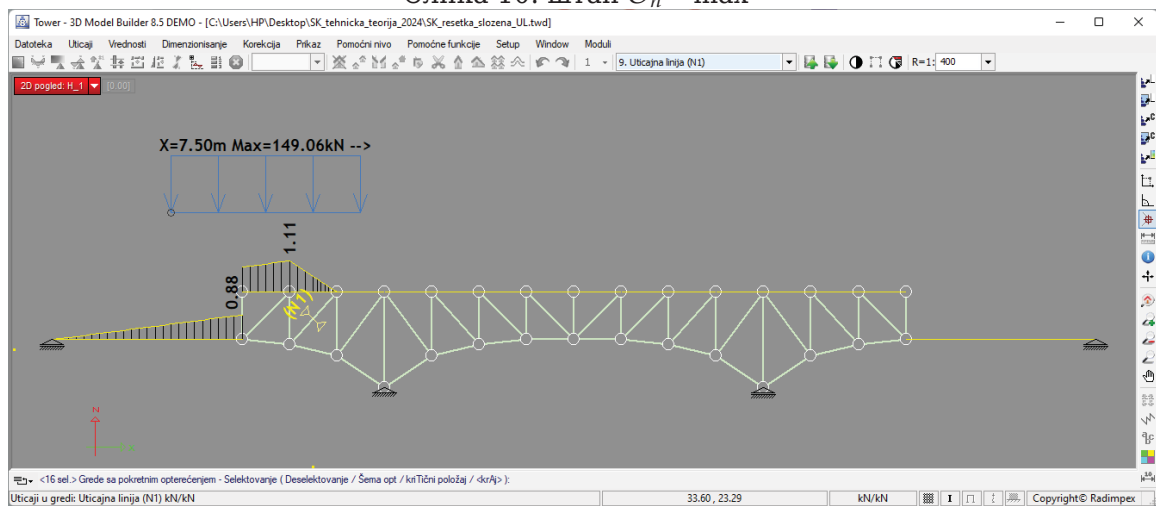 Tower - 3D Model Builder 8.5 DEMO - [C:\Users\HP\Desktop\SK_tehnicka_teorija_2024\SK_resetka_slozena_UL.twd]
Datoteka Uticaji Vrednosti Dimenzionisanje Korekcija Prikaz Pomoćni nivo Pomoćne funkcije Setup Window Moduli
1 9. Uticajna linija (N1) R=1: 400
2D pogled: H_1 [0.00]
X=7.50m Max=149.06kN -->
1.11
0.88
(N1)
N
<16 sel.> Grede sa pokretnim opterećenjem - Selektovanje ( Deselektovanje / Šema opt / kriTični položaj / <krAj> ):
Uticaji u gredi: Uticajna linija (N1) kN/kN 33.60 , 23.29 kN/kN Copyright© Radimpex